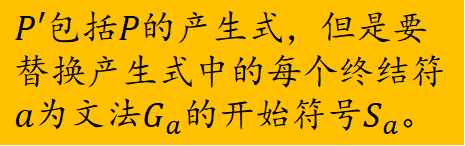 P′包括P的产生式，但是要
替换产生式中的每个终结符
a为文法Gₐ的开始符号Sₐ。